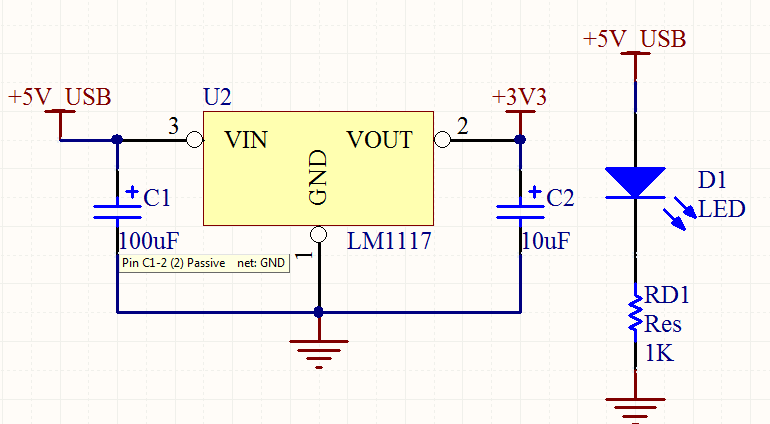 +5V_USB
+5V_USB
U2
+3V3
3
VIN
VOUT
2
GND
+
C1
100uF
+
C2
10uF
1
LM1117
Pin C1-2 (2) Passive net: GND
D1
LED
RD1
Res
1K